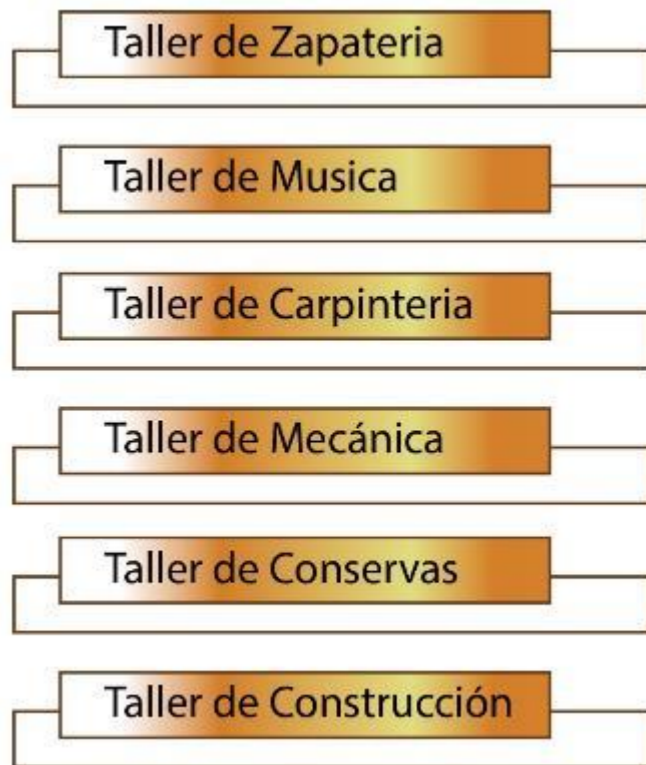 Taller de Zapateria
Taller de Musica
Taller de Carpinteria
Taller de Mecánica
Taller de Conservas
Taller de Construcción